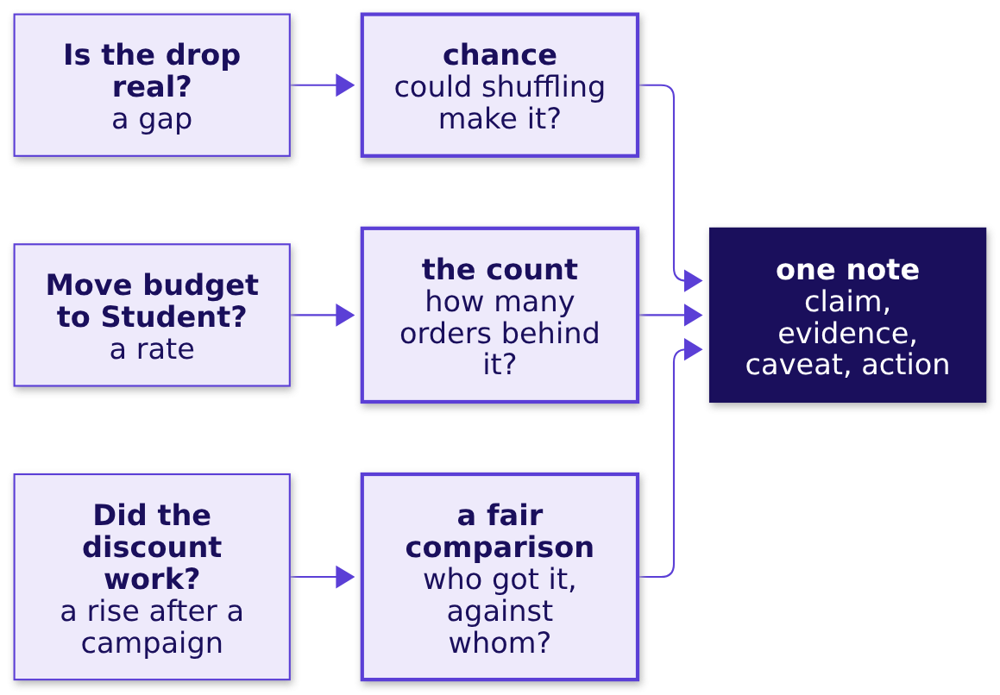 Is the drop
real?
a gap
chance
could shuffling
make it?
Move budget
to Student?
a rate
the count
how many
orders behind
it?
one note
claim,
evidence,
caveat, action
Did the
discount
work?
a rise after a
campaign
a fair
comparison
who got it,
against
whom?